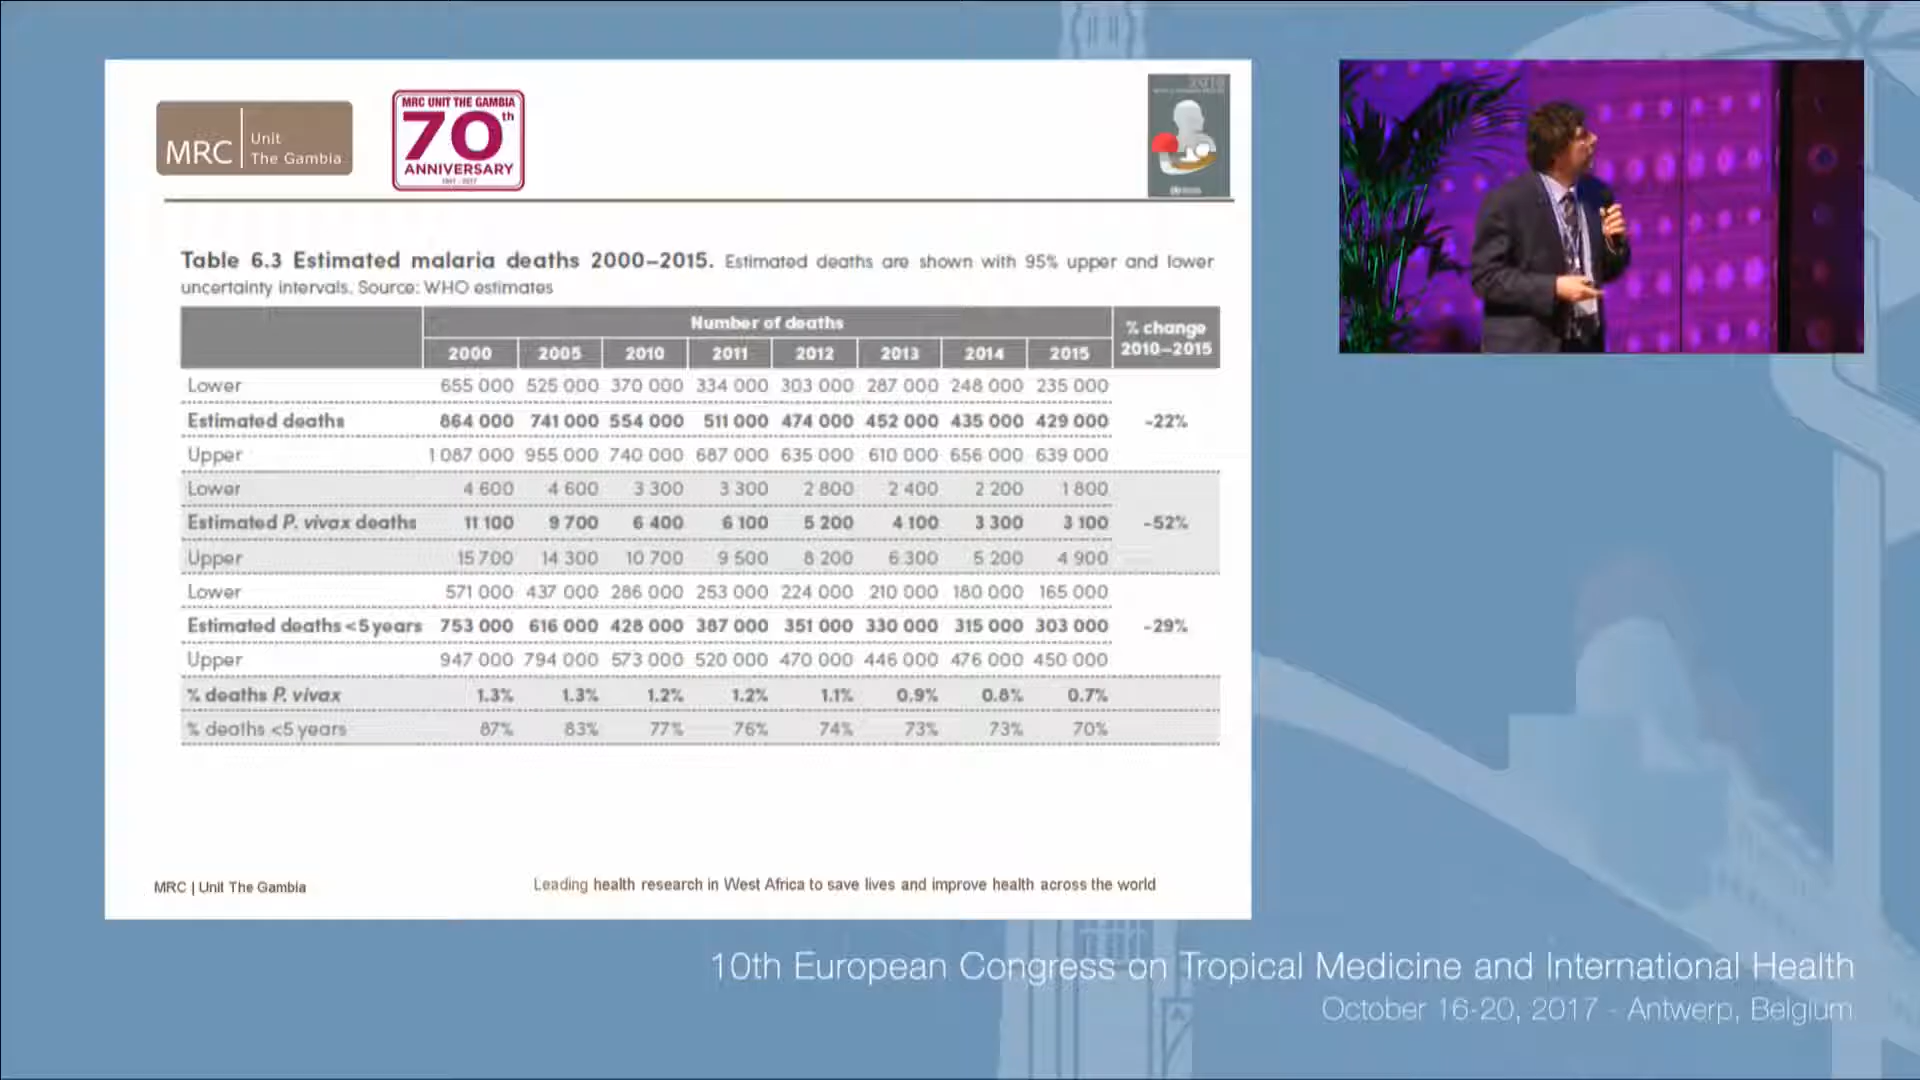 MRC Unit The Gambia
MRC UNIT THE GAMBIA
70th
ANNIVERSARY
Table 6.3 Estimated malaria deaths 2000–2015. Estimated deaths are shown with 95% upper and lower
uncertainty intervals. Source: WHO estimates
Number of deaths % change 2010–2015
2000 2005 2010 2011 2012 2013 2014 2015
Lower 655 000 525 000 370 000 334 000 303 000 287 000 248 000 235 000
Estimated deaths 864 000 741 000 554 000 511 000 474 000 452 000 435 000 429 000 -22%
Upper 1 087 000 955 000 740 000 687 000 635 000 610 000 656 000 639 000
Lower 4 600 4 600 3 300 3 300 2 800 2 400 2 200 1 800
Estimated P. vivax deaths 11 100 9 700 6 400 6 100 5 200 4 100 3 300 3 100 -52%
Upper 15 700 14 300 10 700 9 500 8 200 6 300 5 200 4 900
Lower 571 000 437 000 286 000 253 000 224 000 210 000 180 000 165 000
Estimated deaths <5 years 753 000 616 000 428 000 387 000 351 000 330 000 315 000 303 000 -29%
Upper 947 000 794 000 573 000 520 000 470 000 446 000 476 000 450 000
% deaths P. vivax 1.3% 1.3% 1.2% 1.2% 1.1% 0.9% 0.8% 0.7%
% deaths <5 years 87% 83% 77% 76% 74% 73% 73% 70%
MRC | Unit The Gambia
Leading health research in West Africa to save lives and improve health across the world
10th European Congress on Tropical Medicine and International Health
October 16-20, 2017 - Antwerp, Belgium